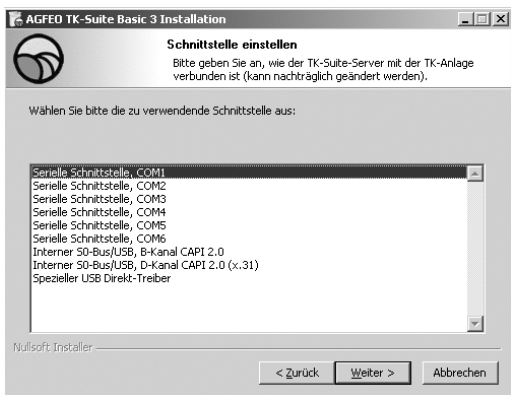 AGFEO TK-Suite Basic 3 Installation
Schnittstelle einstellen
Bitte geben Sie an, wie der TK-Suite-Server mit der TK-Anlage
verbunden ist (kann nachträglich geändert werden).
Wählen Sie bitte die zu verwendende Schnittstelle aus:
Serielle Schnittstelle, COM1
Serielle Schnittstelle, COM2
Serielle Schnittstelle, COM3
Serielle Schnittstelle, COM4
Serielle Schnittstelle, COM5
Serielle Schnittstelle, COM6
Interner S0-Bus/USB, B-Kanal CAPI 2.0
Interner S0-Bus/USB, D-Kanal CAPI 2.0 (x.31)
Spezieller USB Direkt-Treiber
Nullsoft Installer
< Zurück Weiter > Abbrechen